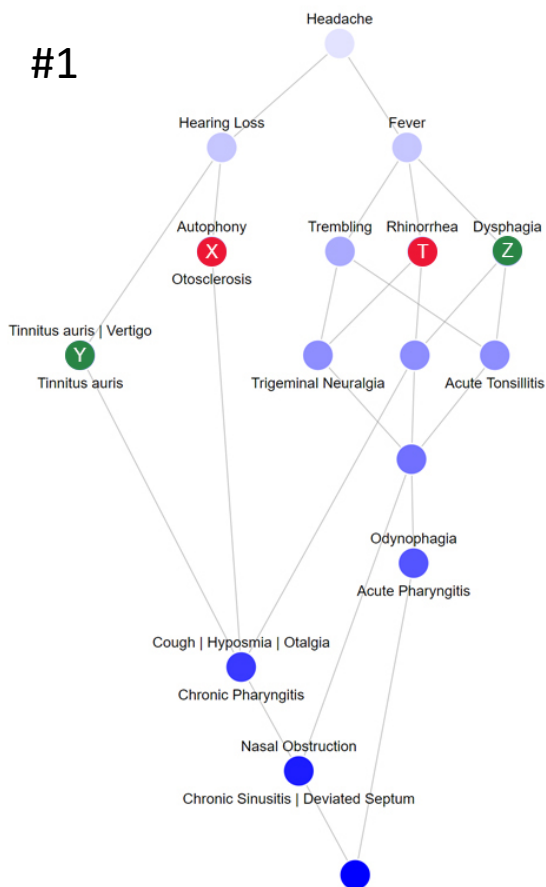 Headache
#1
Hearing Loss
Fever
Autophony
Trembling
Rhinorrhea
Dysphagia
X
T
Z
Otosclerosis
Tinnitus auris | Vertigo
Y
Tinnitus auris
Trigeminal Neuralgia
Acute Tonsillitis
Odynophagia
Acute Pharyngitis
Cough | Hyposmia | Otalgia
Chronic Pharyngitis
Nasal Obstruction
Chronic Sinusitis | Deviated Septum